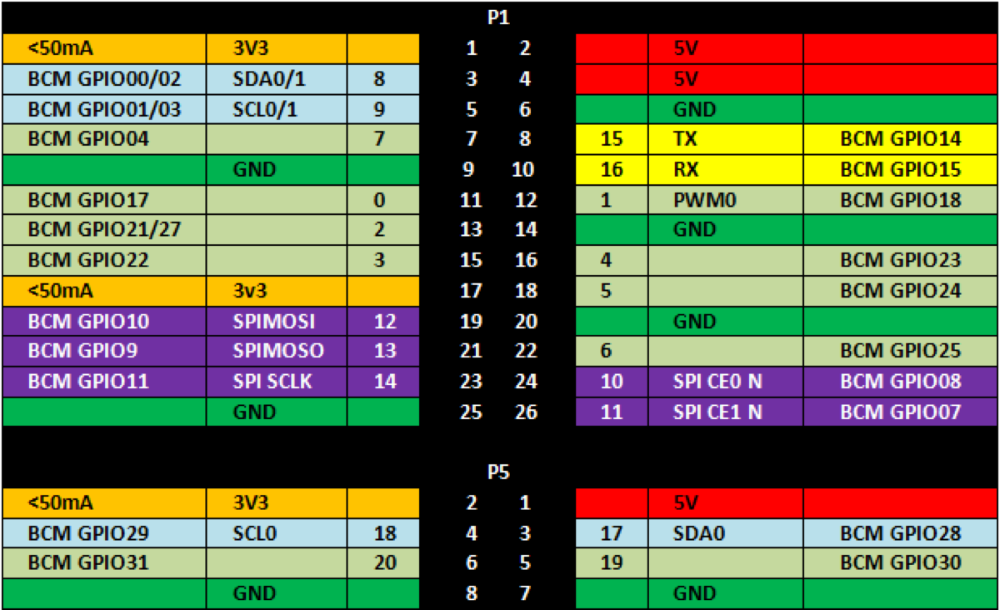 P1
<50mA 3V3 1 2 5V
BCM GPIO00/02 SDA0/1 8 3 4 5V
BCM GPIO01/03 SCL0/1 9 5 6 GND
BCM GPIO04 7 7 8 15 TX BCM GPIO14
GND 9 10 16 RX BCM GPIO15
BCM GPIO17 0 11 12 1 PWM0 BCM GPIO18
BCM GPIO21/27 2 13 14 GND
BCM GPIO22 3 15 16 4 BCM GPIO23
<50mA 3v3 17 18 5 BCM GPIO24
BCM GPIO10 SPIMOSI 12 19 20 GND
BCM GPIO9 SPIMOSO 13 21 22 6 BCM GPIO25
BCM GPIO11 SPI SCLK 14 23 24 10 SPI CE0 N BCM GPIO08
GND 25 26 11 SPI CE1 N BCM GPIO07
P5
<50mA 3V3 2 1 5V
BCM GPIO29 SCL0 18 4 3 17 SDA0 BCM GPIO28
BCM GPIO31 20 6 5 19 BCM GPIO30
GND 8 7 GND